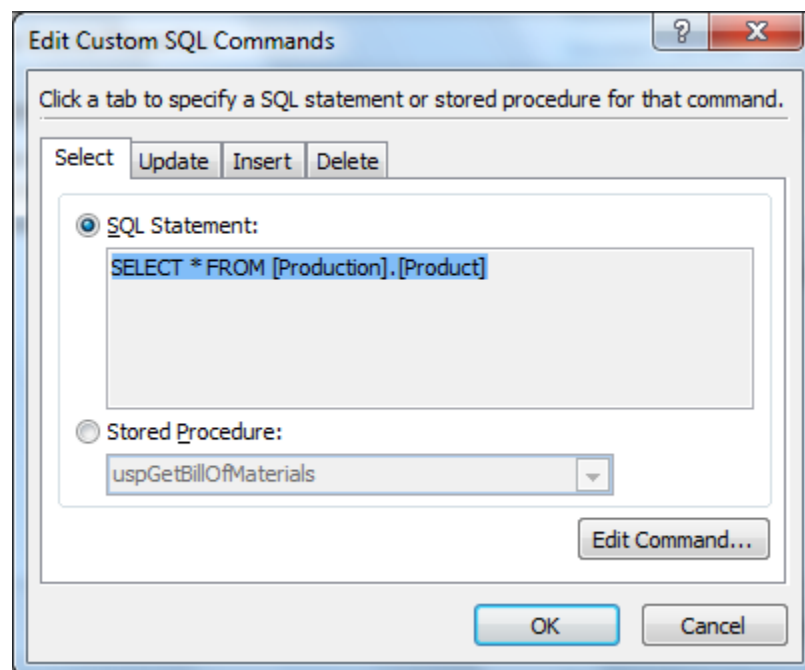 Edit Custom SQL Commands
Click a tab to specify a SQL statement or stored procedure for that command.
Select Update Insert Delete
SQL Statement:
SELECT * FROM [Production].[Product]
Stored Procedure:
uspGetBillOfMaterials
Edit Command...
OK Cancel